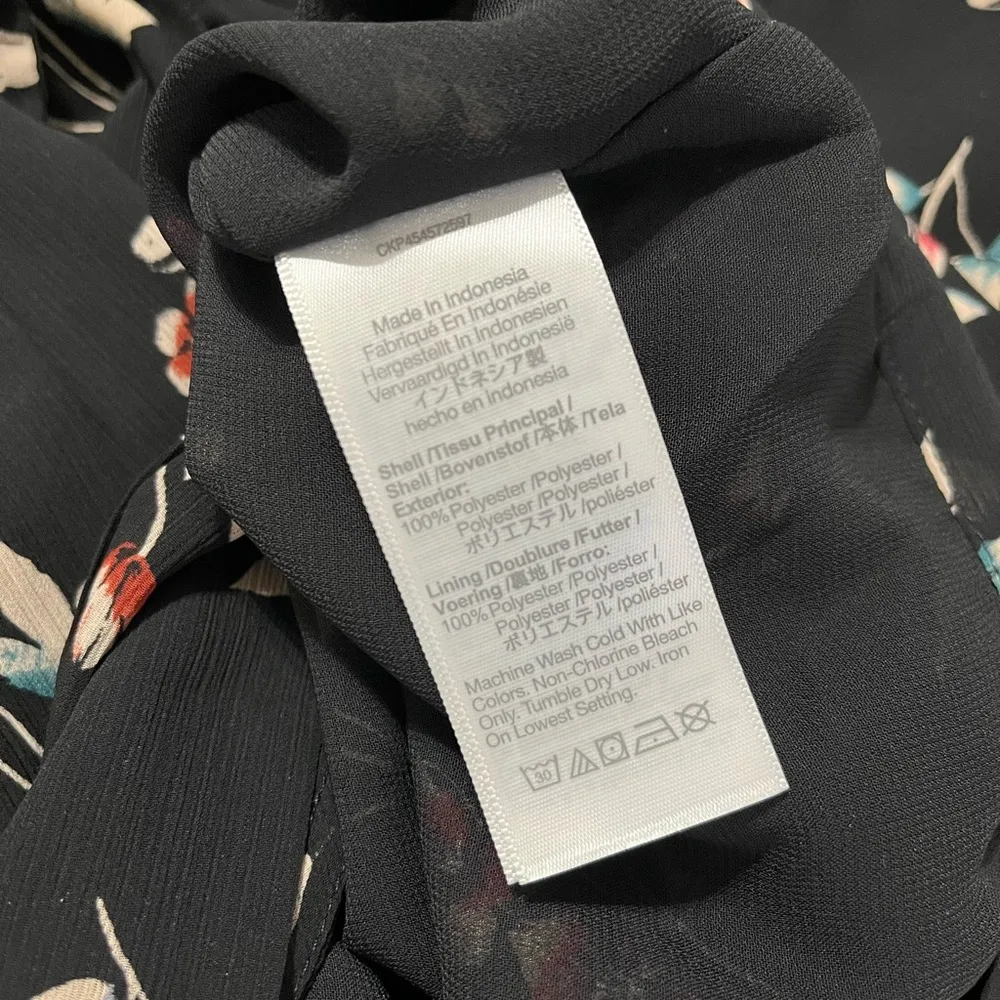 CKP454572597
Made In Indonesia
Fabriqué En Indonésie
Hergestellt In Indonesien
Vervaardigd In Indonesië
インドネシア製
hecho en Indonesia
Shell /Tissu Principal /
Shell /Bovenstof /本体 /Tela
Exterior:
100% Polyester /Polyester /
Polyester /Polyester /
ポリエステル /poliéster
Lining /Doublure /Futter /
Voering /裏地 /Forro:
100% Polyester /Polyester /
Polyester /Polyester /
ポリエステル /poliéster
Machine Wash Cold With Like
Colors. Non-Chlorine Bleach
Only. Tumble Dry Low. Iron
On Lowest Setting.
30